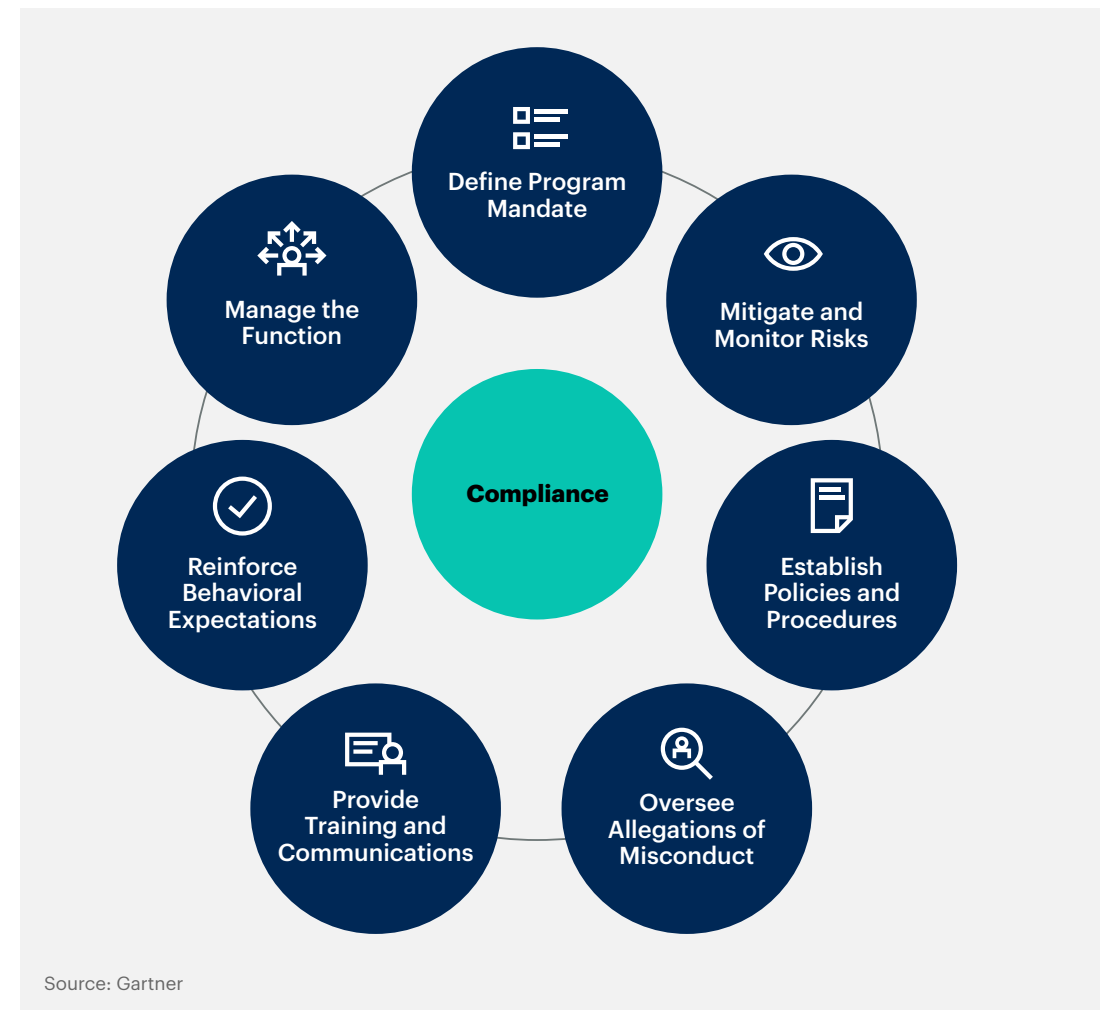 Define Program
Mandate
Mitigate and
Monitor Risks
Establish
Policies and
Procedures
Oversee
Allegations of
Misconduct
Provide
Training and
Communications
Reinforce
Behavioral
Expectations
Manage the
Function
Compliance
Source: Gartner